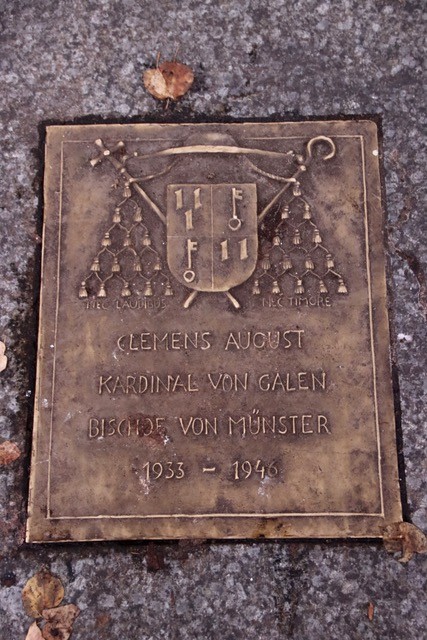 NEC LAUDIBUS NEC TIMORE
CLEMENS AUGUST
KARDINAL VON GALEN
BISCHOF VON MÜNSTER
1933 - 1946